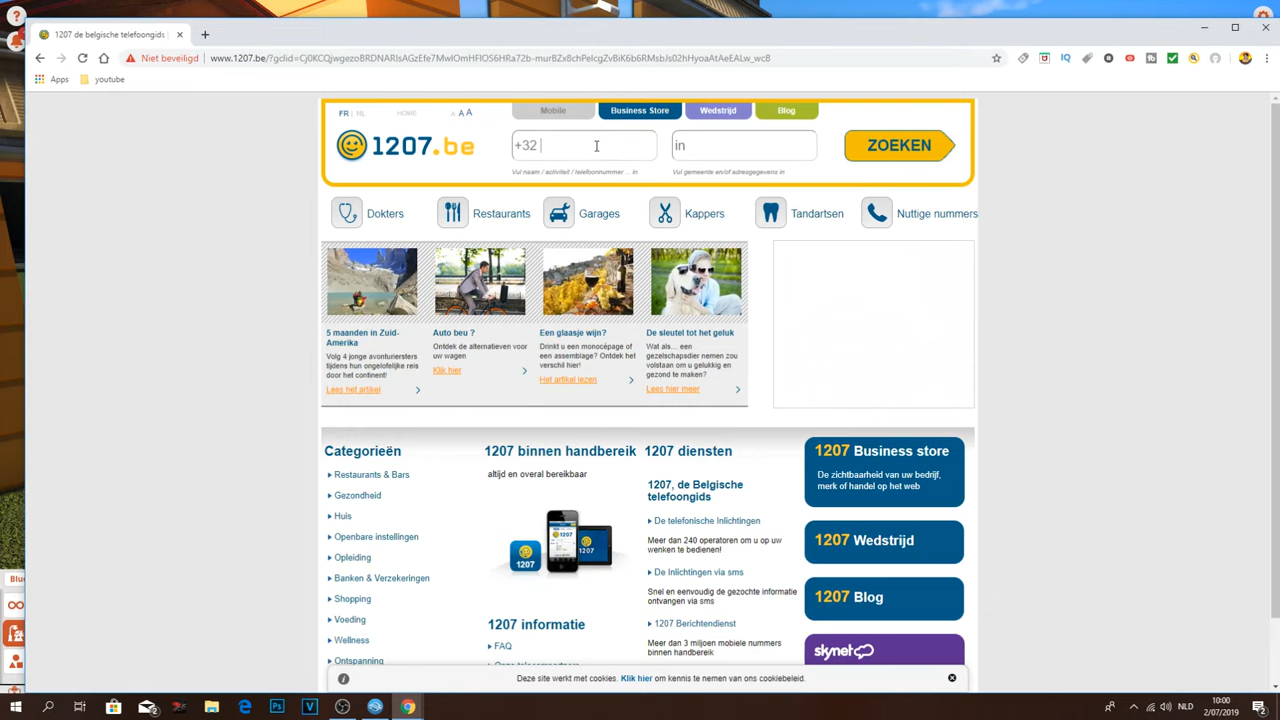 1207 de belgische telefoongids
Niet beveiligd
www.1207.be/?gclid=Cj0KCQjwgezoBRDNARIsAGzEfe7MwIOmHFIOS6HRa72b-murBZx8chPelcgZvBiK6b6RMsbJs02hHyoaAtAeEALw_wcB
Apps
youtube
FR | NL
HOME
A A A
Mobile
Business Store
Wedstrijd
Blog
1207.be
+32
in
ZOEKEN
Vul naam / activiteit / telefoonnummer ... in
Vul gemeente en/of adresgegevens in
Dokters
Restaurants
Garages
Kappers
Tandartsen
Nuttige nummers
5 maanden in Zuid-
Amerika
Volg 4 jonge avonturiersters
tijdens hun ongelofelijke reis
door het continent!
Lees het artikel
Auto beu ?
Ontdek de alternatieven voor
uw wagen
Klik hier
Een glaasje wijn?
Drinkt u een monocépage of
een assemblage? Ontdek het
verschil hier!
Het artikel lezen
De sleutel tot het geluk
Wat als... een
gezelschapsdier nemen zou
volstaan om u gelukkig en
gezond te maken?
Lees hier meer
Categorieën
Restaurants & Bars
Gezondheid
Huis
Openbare instellingen
Opleiding
Banken & Verzekeringen
Shopping
Voeding
Wellness
Ontspanning
1207 binnen handbereik
altijd en overal bereikbaar
1207
1207
1207
1207 informatie
FAQ
Onze telecompartners
1207 diensten
1207, de Belgische
telefoongids
De telefonische Inlichtingen
Meer dan 240 operatoren om u op uw
wenken te bedienen!
De Inlichtingen via sms
Snel en eenvoudig de gezochte informatie
ontvangen via sms
1207 Berichtendienst
Meer dan 3 miljoen mobiele nummers
binnen handbereik
1207 Business store
De zichtbaarheid van uw bedrijf,
merk of handel op het web
1207 Wedstrijd
1207 Blog
skynet
Deze site werkt met cookies. Klik hier om kennis te nemen van ons cookiebeleid.
NLD
10:00
2/07/2019